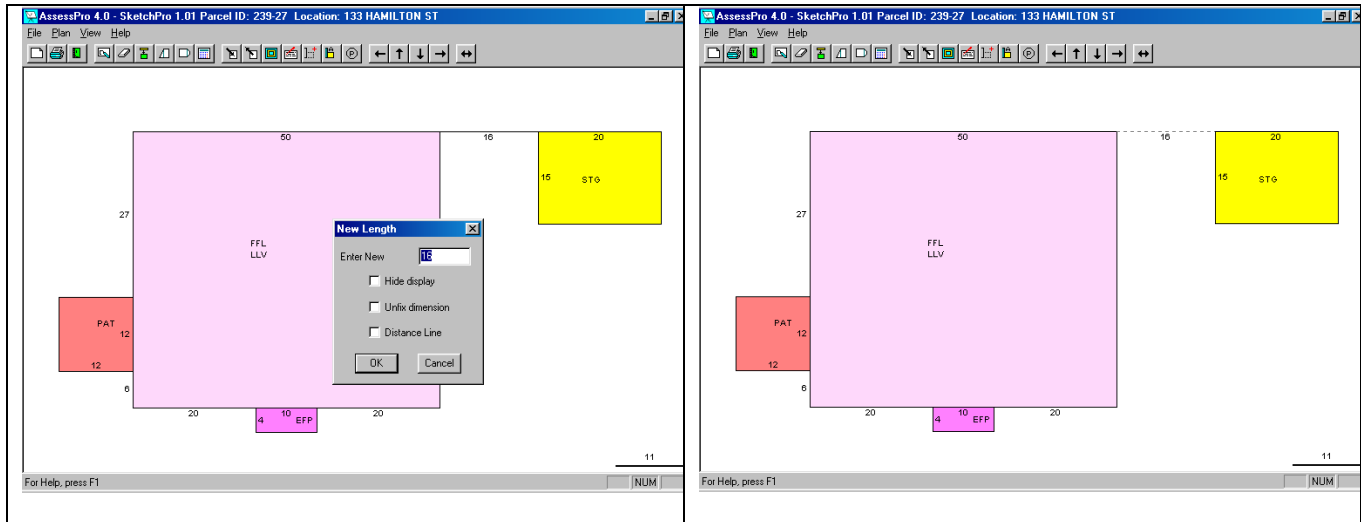 AssessPro 4.0 - SketchPro 1.01 Parcel ID: 239-27 Location: 133 HAMILTON ST
File Plan View Help
50
16
20
15
STG
27
FFL
LLV
New Length
Enter New 16
Hide display
Unfix dimension
Distance Line
OK Cancel
PAT
12
12
6
20
4
10
EFP
20
11
For Help, press F1
NUM
AssessPro 4.0 - SketchPro 1.01 Parcel ID: 239-27 Location: 133 HAMILTON ST
File Plan View Help
P
50
16
20
15
STG
27
FFL
LLV
PAT
12
12
6
20
4
10
EFP
20
11
For Help, press F1
NUM